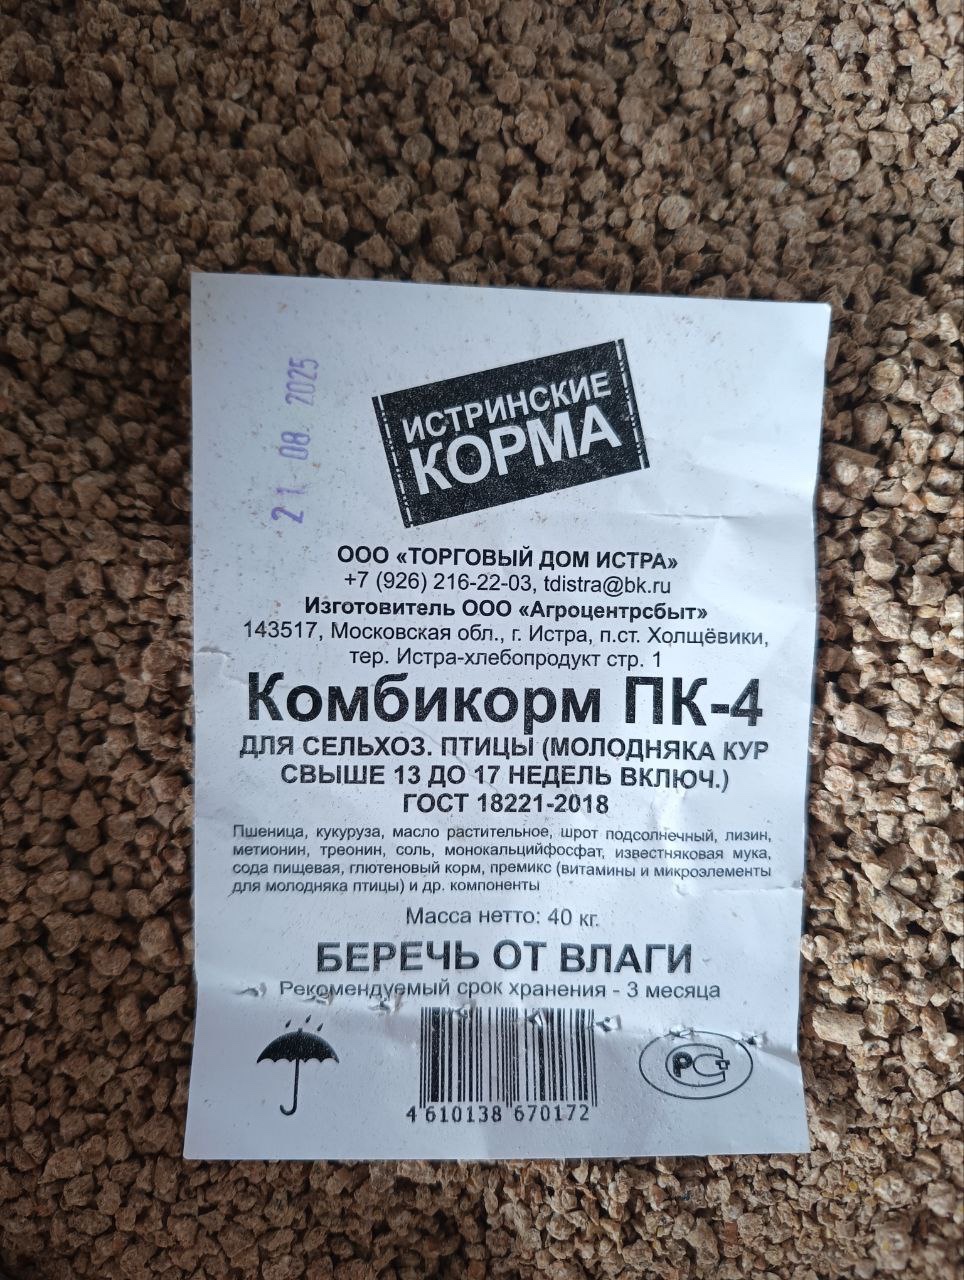 21 08 2025
ИСТРИНСКИЕ
КОРМА
ООО «ТОРГОВЫЙ ДОМ ИСТРА»
+7 (926) 216-22-03, tdistra@bk.ru
Изготовитель ООО «Агроцентрсбыт»
143517, Московская обл., г. Истра, п.ст. Холщёвики,
тер. Истра-хлебопродукт стр. 1
Комбикорм ПК-4
ДЛЯ СЕЛЬХОЗ. ПТИЦЫ (МОЛОДНЯКА КУР
СВЫШЕ 13 ДО 17 НЕДЕЛЬ ВКЛЮЧ.)
ГОСТ 18221-2018
Пшеница, кукуруза, масло растительное, шрот подсолнечный, лизин,
метионин, треонин, соль, монокальцийфосфат, известняковая мука,
сода пищевая, глютеновый корм, премикс (витамины и микроэлементы
для молодняка птицы) и др. компоненты
Масса нетто: 40 кг.
БЕРЕЧЬ ОТ ВЛАГИ
Рекомендуемый срок хранения - 3 месяца
4 610138 670172
РСТ